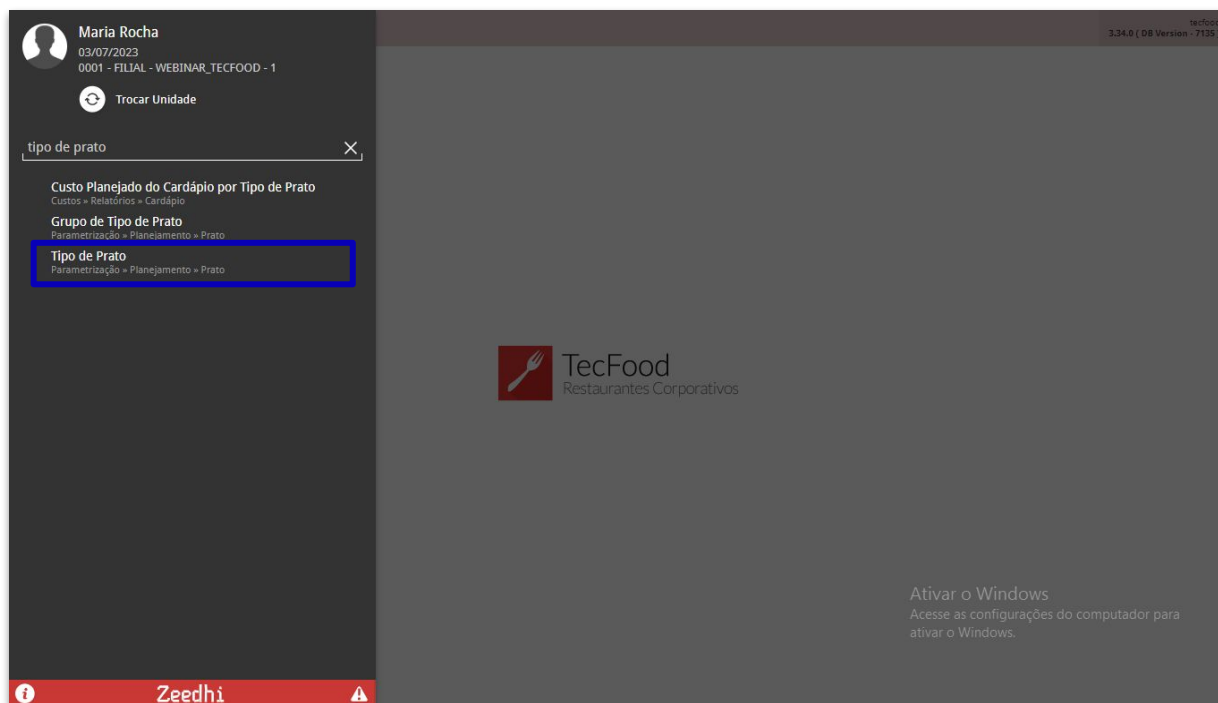 Maria Rocha
03/07/2023
0001 - FILIAL - WEBINAR_TECFOOD - 1
Trocar Unidade
tipo de prato
Custo Planejado do Cardápio por Tipo de Prato
Custos » Relatórios » Cardápio
Grupo de Tipo de Prato
Parametrização » Planejamento » Prato
Tipo de Prato
Parametrização » Planejamento » Prato
Zeedhi
3.34.0 ( DB Version - 7135
TecFood
Restaurantes Corporativos
Ativar o Windows
Acesse as configurações do computador para
ativar o Windows.